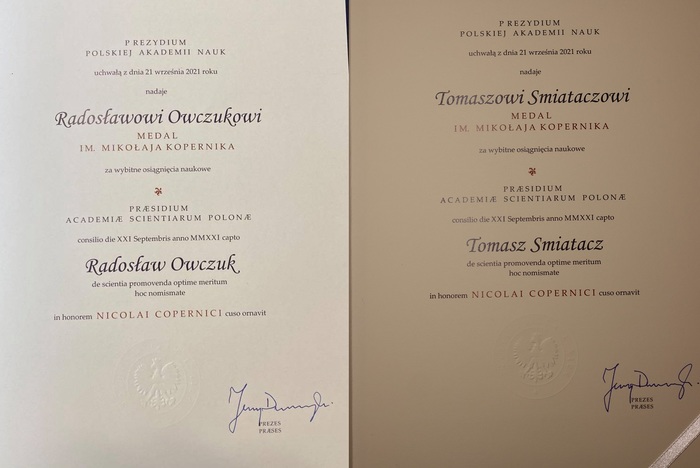 PREZYDIUM
POLSKIEJ AKADEMII NAUK
uchwałą z dnia 21 września 2021 roku
nadaje
Radosławowi Owczukowi
MEDAL
IM. MIKOŁAJA KOPERNIKA
za wybitne osiągnięcia naukowe
PRÆSIDIUM
ACADEMIÆ SCIENTIARUM POLONÆ
consilio die XXI Septembris anno MMXXI capto
Radosław Owczuk
de scientia promovenda optime meritum
hoc nomismate
in honorem NICOLAI COPERNICI cuso ornavit
PREZES
PRÆSES
PREZYDIUM
POLSKIEJ AKADEMII NAUK
uchwałą z dnia 21 września 2021 roku
nadaje
Tomaszowi Smiataczowi
MEDAL
IM. MIKOŁAJA KOPERNIKA
za wybitne osiągnięcia naukowe
PRÆSIDIUM
ACADEMIÆ SCIENTIARUM POLONÆ
consilio die XXI Septembris anno MMXXI capto
Tomasz Smiatacz
de scientia promovenda optime meritum
hoc nomismate
in honorem NICOLAI COPERNICI cuso ornavit
PREZES
PRÆSES